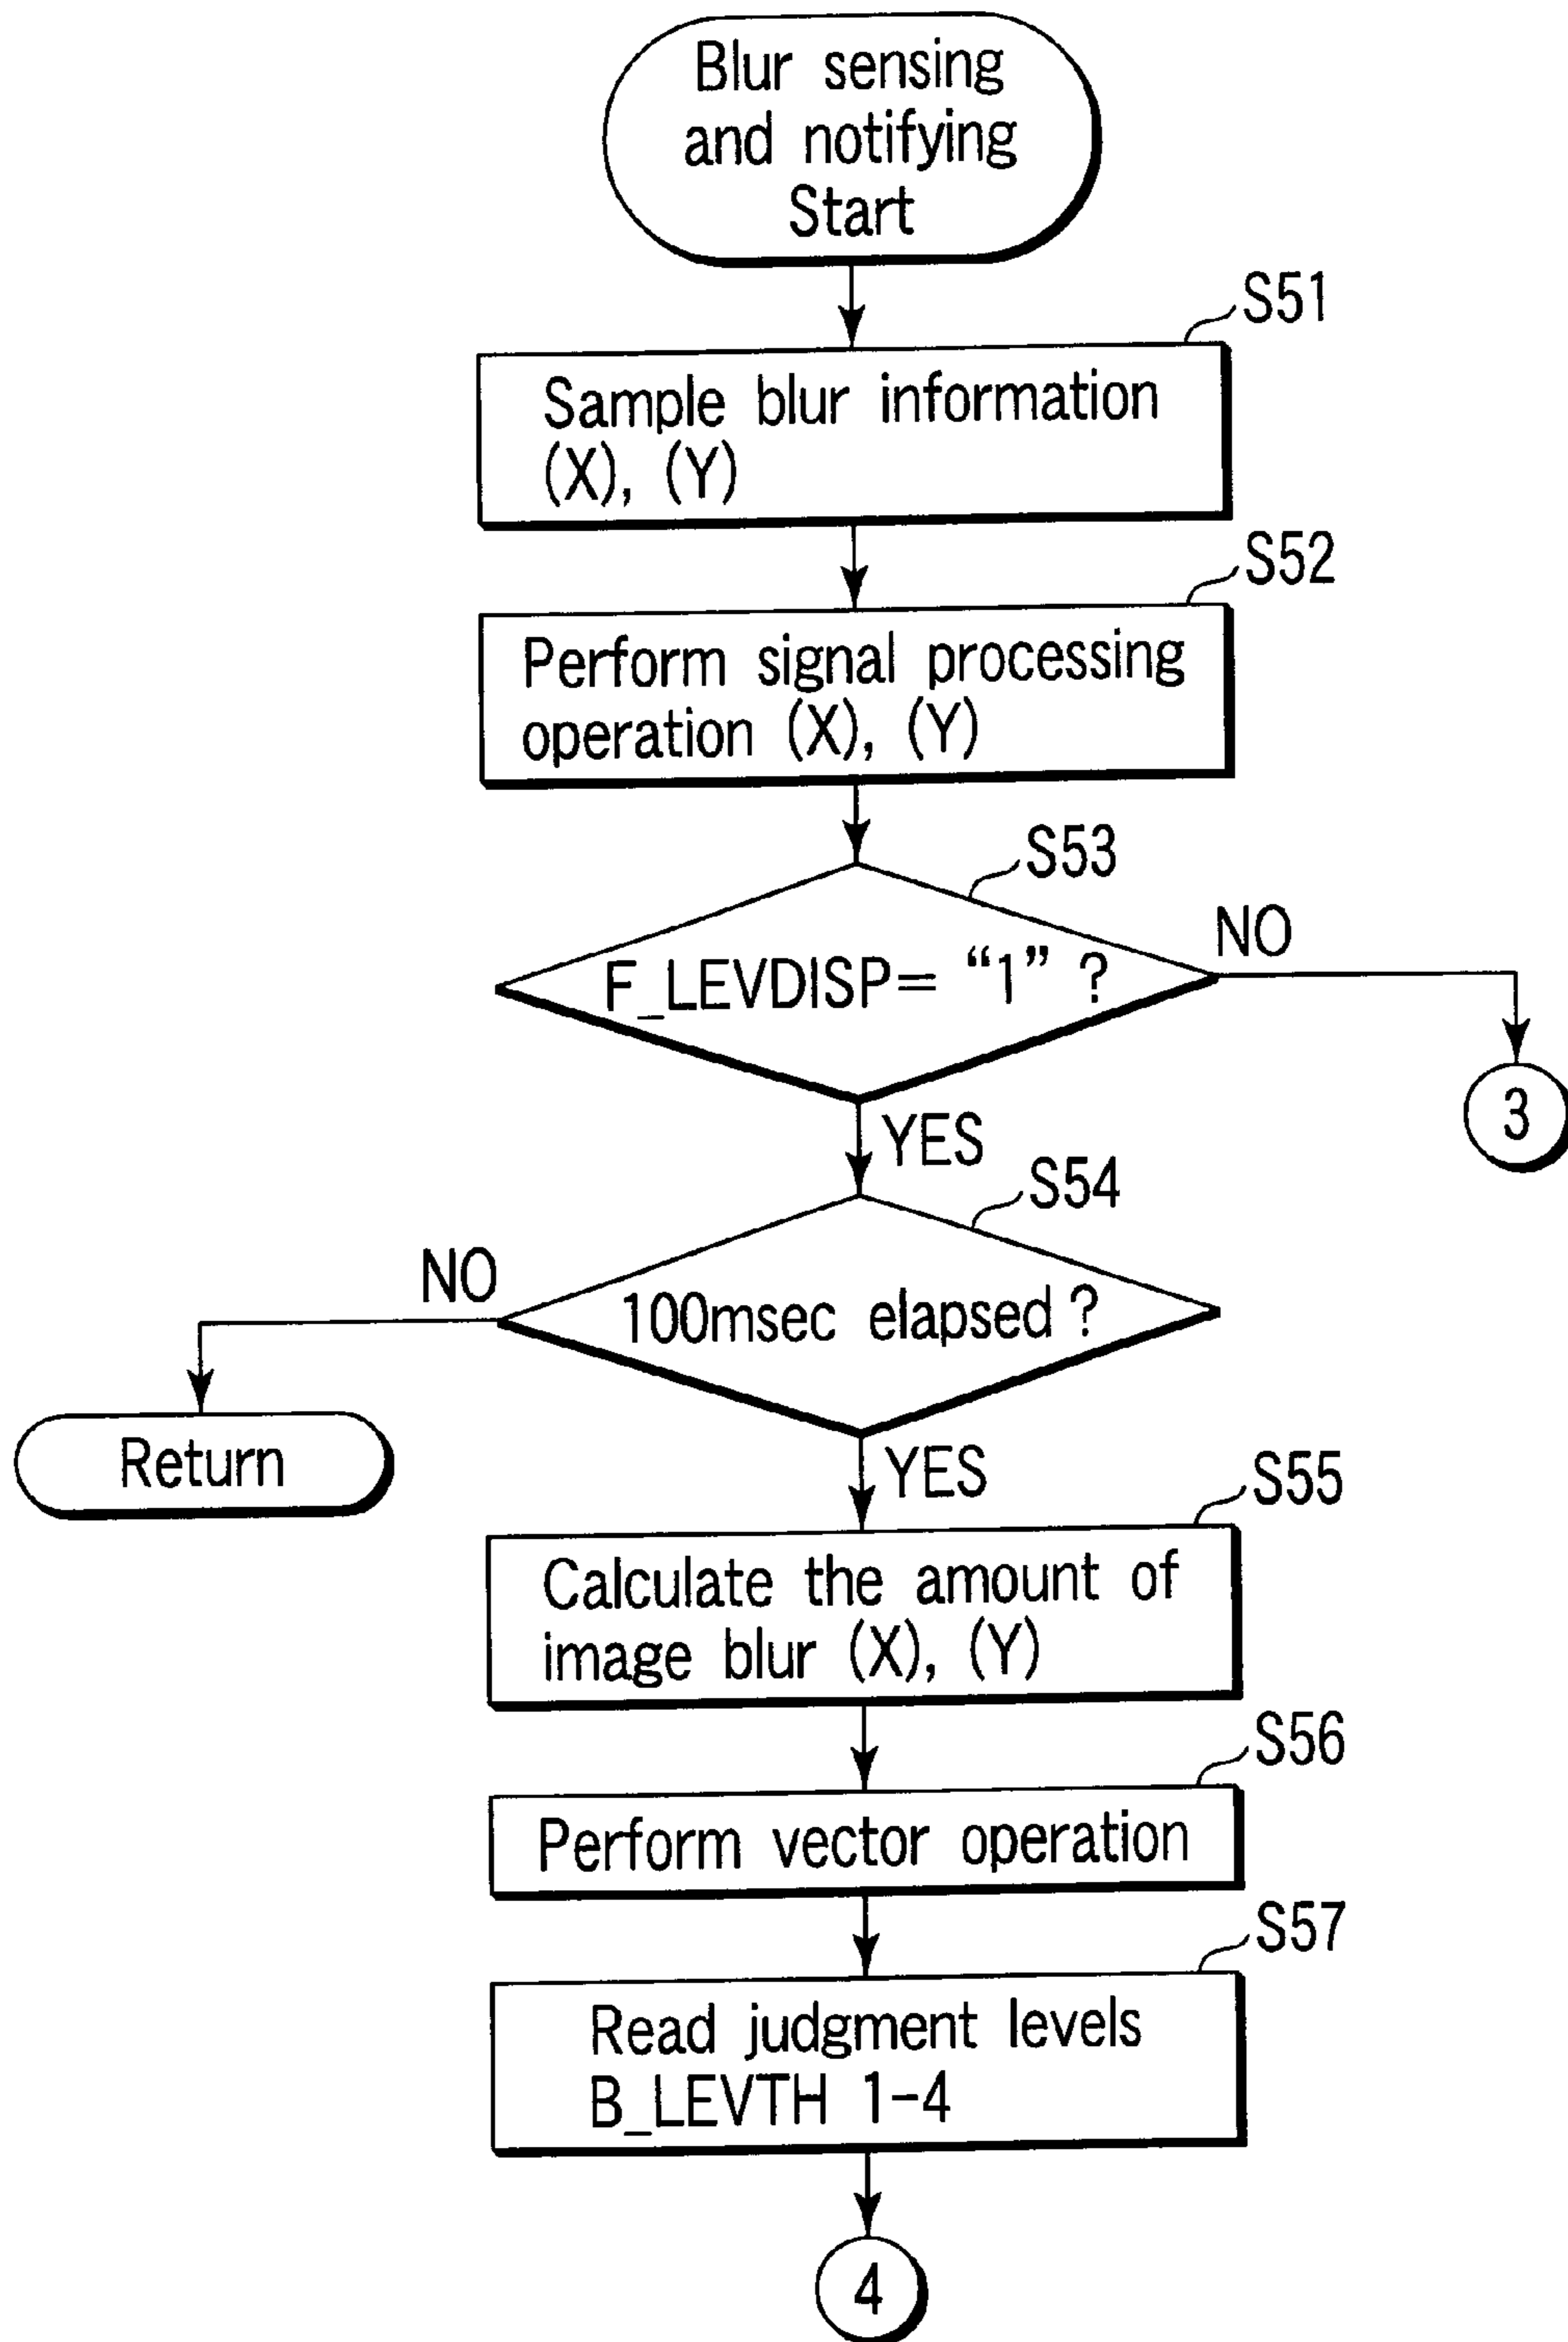 Blur sensing
and notifying
Start
S51
Sample blur information
(X), (Y)
S52
Perform signal processing
operation (X), (Y)
S53
F_LEVDISP= “1” ?
NO
3
YES
S54
100msec elapsed ?
NO
Return
YES
S55
Calculate the amount of
image blur (X), (Y)
S56
Perform vector operation
S57
Read judgment levels
B_LEVTH 1-4
4